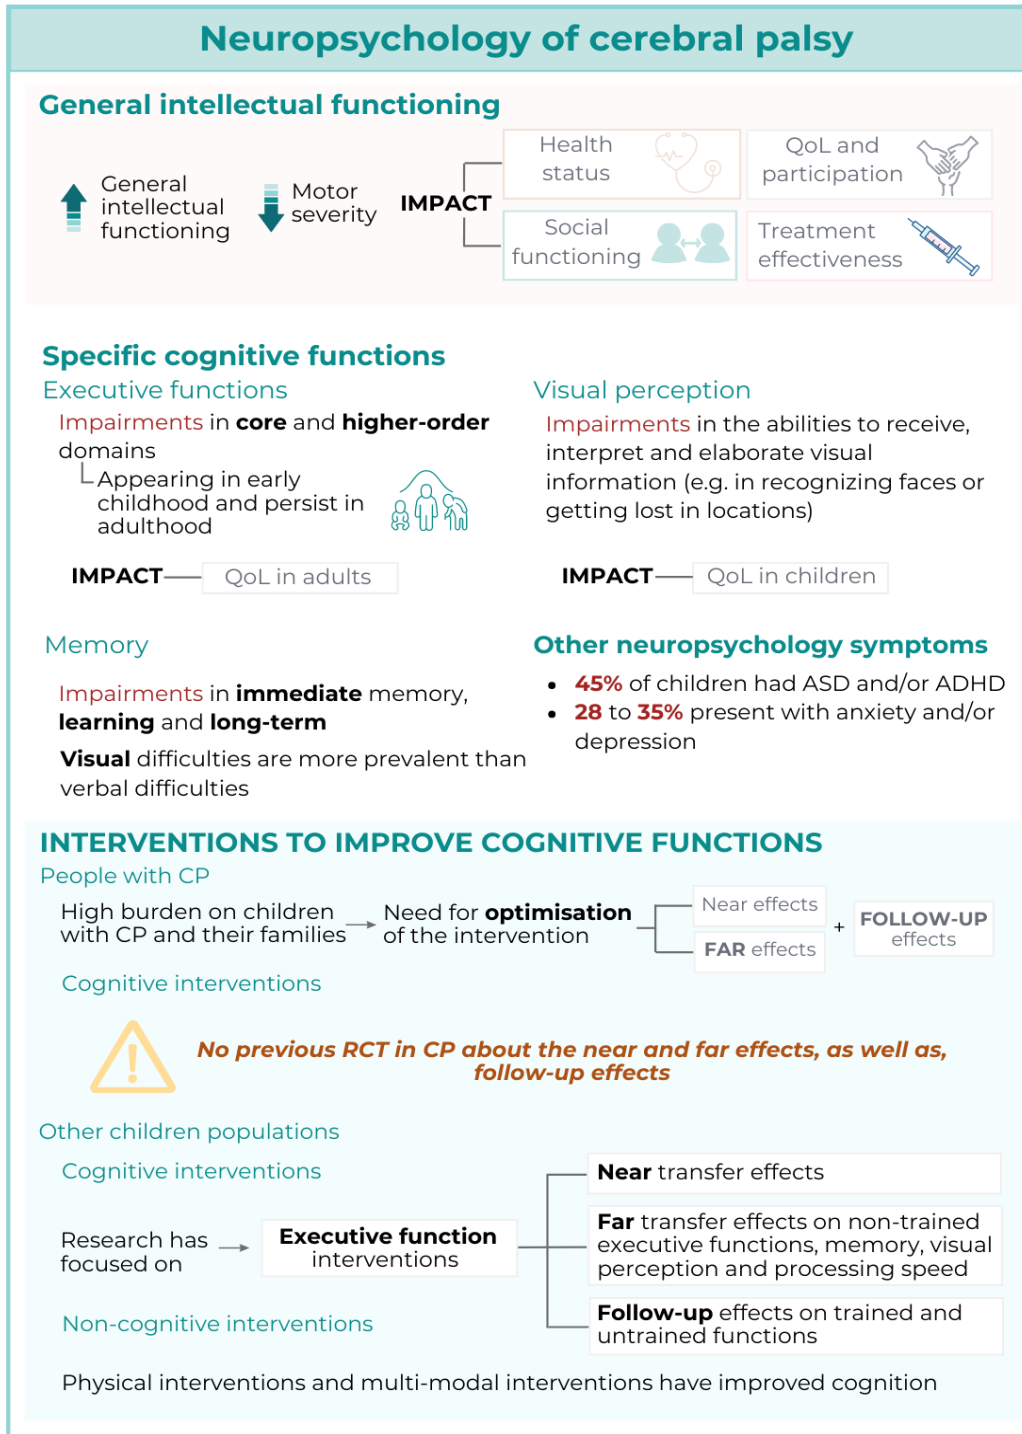 Neuropsychology of cerebral palsy
General intellectual functioning
General
intellectual
functioning
Motor
severity
IMPACT
Health
status
QoL and
participation
Social
functioning
Treatment
effectiveness
Specific cognitive functions
Executive functions
Impairments in core and higher-order
domains
Appearing in early
childhood and persist in
adulthood
IMPACT
QoL in adults
Visual perception
Impairments in the abilities to receive,
interpret and elaborate visual
information (e.g. in recognizing faces or
getting lost in locations)
IMPACT
QoL in children
Memory
Impairments in immediate memory,
learning and long-term
Visual difficulties are more prevalent than
verbal difficulties
Other neuropsychology symptoms
• 45% of children had ASD and/or ADHD
• 28 to 35% present with anxiety and/or
depression
INTERVENTIONS TO IMPROVE COGNITIVE FUNCTIONS
People with CP
High burden on children
with CP and their families
Need for optimisation
of the intervention
Near effects
FAR effects
+
FOLLOW-UP
effects
Cognitive interventions
!
No previous RCT in CP about the near and far effects, as well as,
follow-up effects
Other children populations
Cognitive interventions
Research has
focused on
Executive function
interventions
Near transfer effects
Far transfer effects on non-trained
executive functions, memory, visual
perception and processing speed
Follow-up effects on trained and
untrained functions
Non-cognitive interventions
Physical interventions and multi-modal interventions have improved cognition